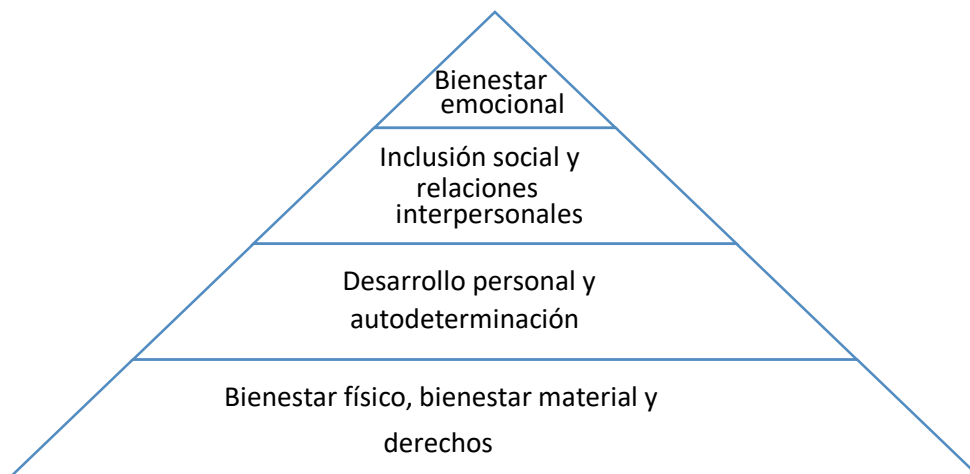 Bienestar
emocional
Inclusión social y
relaciones
interpersonales
Desarrollo personal y
autodeterminación
Bienestar físico, bienestar material y
derechos